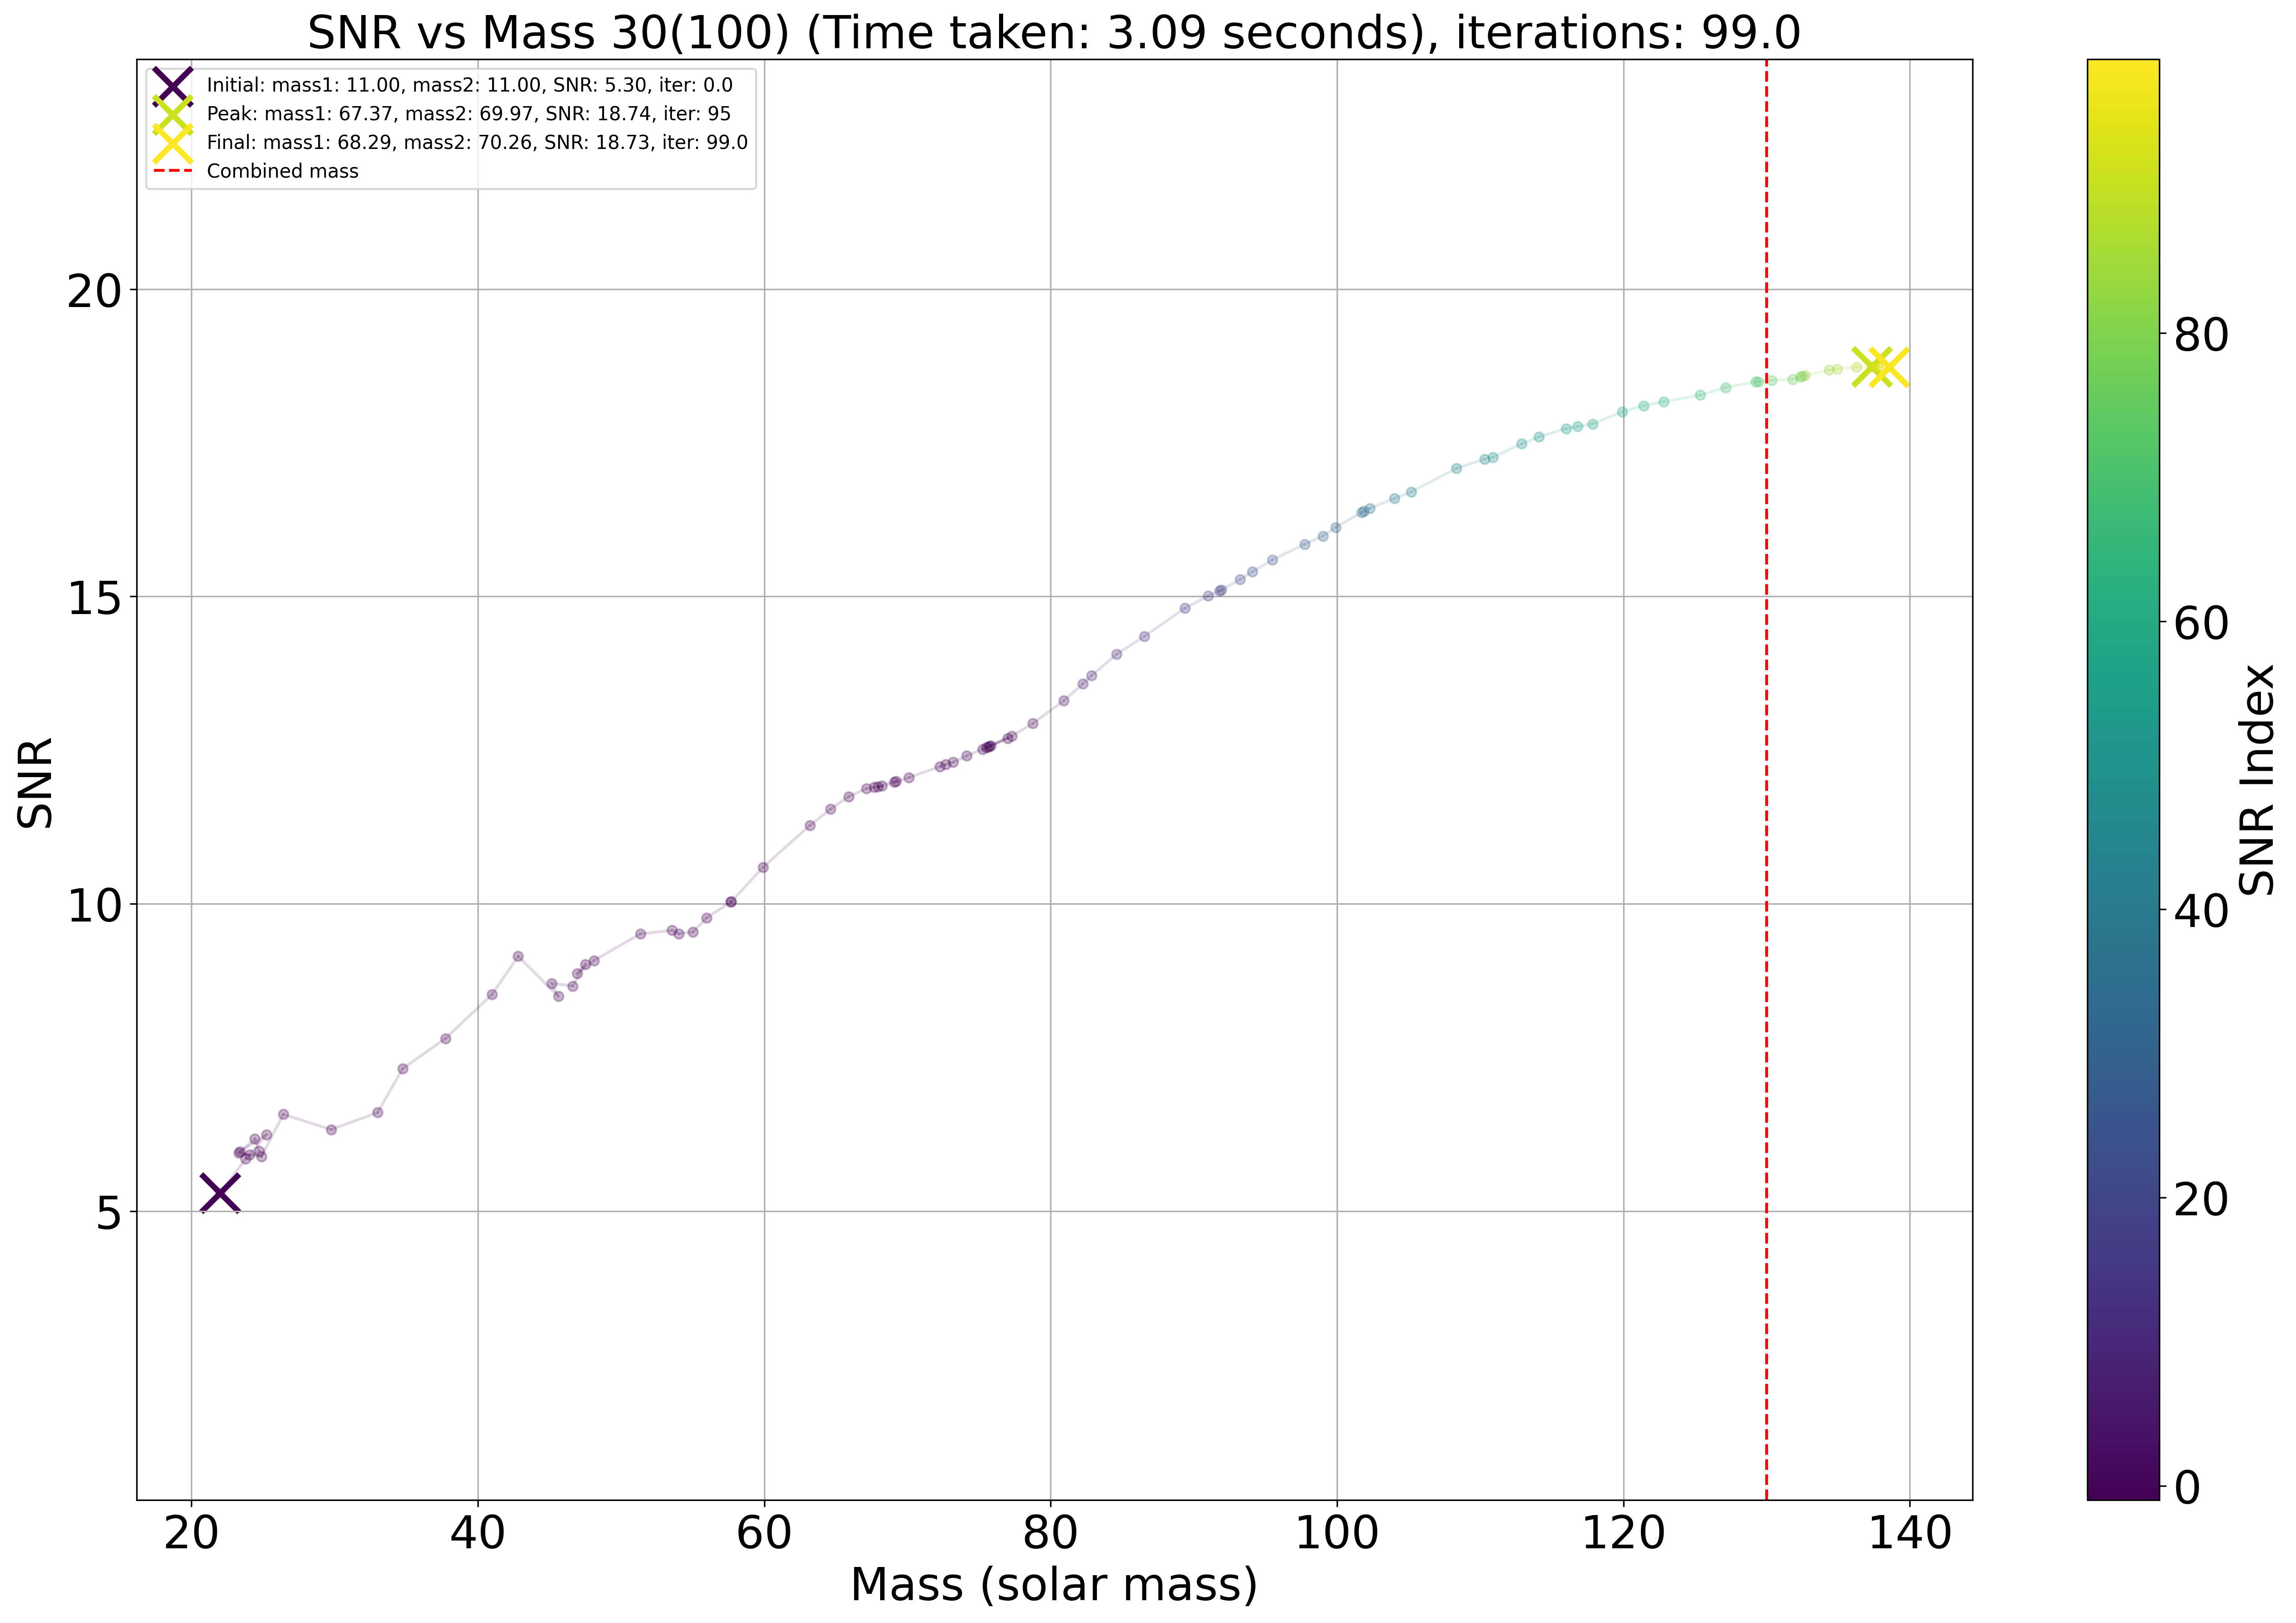 SNR vs Mass 30(100) (Time taken: 3.09 seconds), iterations: 99.0
Initial: mass1: 11.00, mass2: 11.00, SNR: 5.30, iter: 0.0
Peak: mass1: 67.37, mass2: 69.97, SNR: 18.74, iter: 95
Final: mass1: 68.29, mass2: 70.26, SNR: 18.73, iter: 99.0
Combined mass
20
15
10
5
SNR
20 40 60 80 100 120 140
Mass (solar mass)
80
60
40
20
0
SNR Index